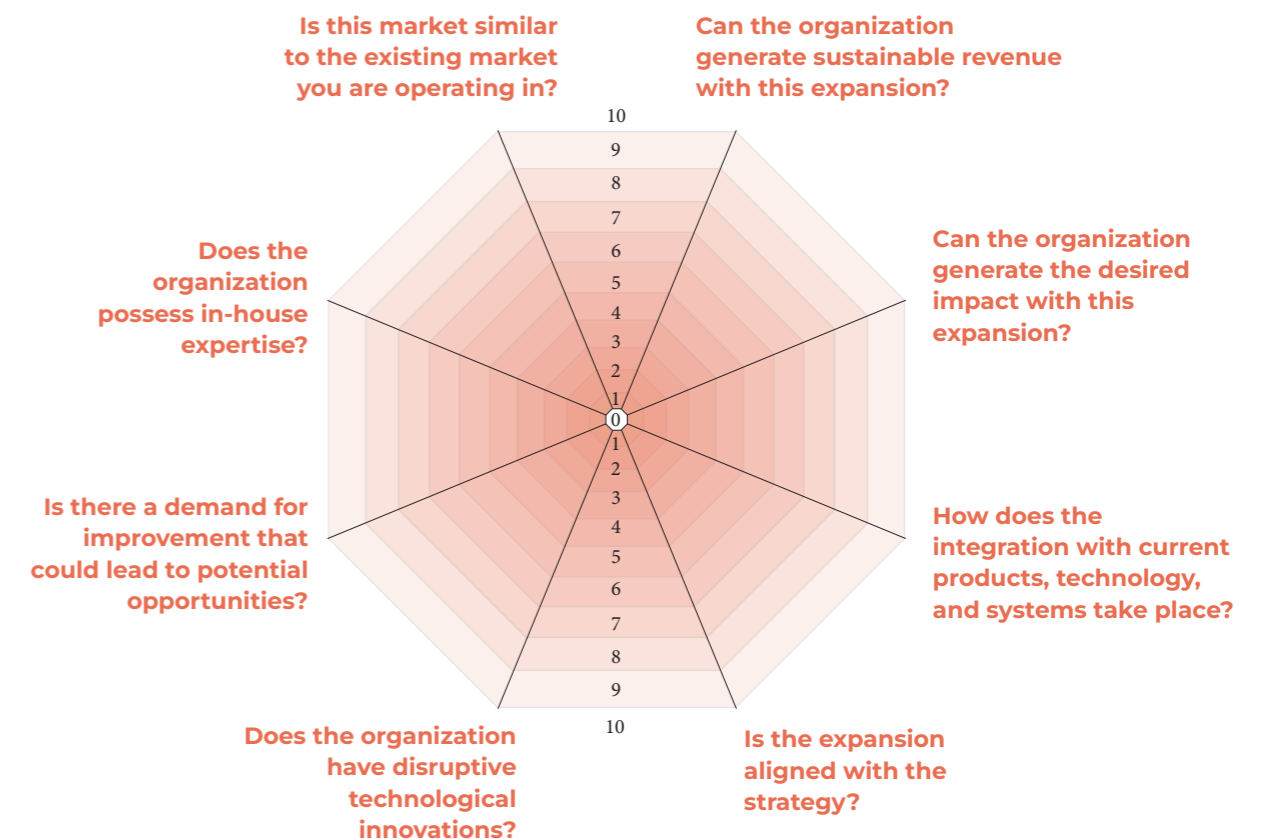 Is this market similar
to the existing market
you are operating in?
Can the organization
generate sustainable revenue
with this expansion?
Does the
organization
possess in-house
expertise?
Can the organization
generate the desired
impact with this
expansion?
10
9
8
7
6
5
4
3
2
1
0
1
2
3
4
5
6
7
8
9
10
Is there a demand for
improvement that
could lead to potential
opportunities?
How does the
integration with current
products, technology,
and systems take place?
Does the organization
have disruptive
technological
innovations?
Is the expansion
aligned with the
strategy?